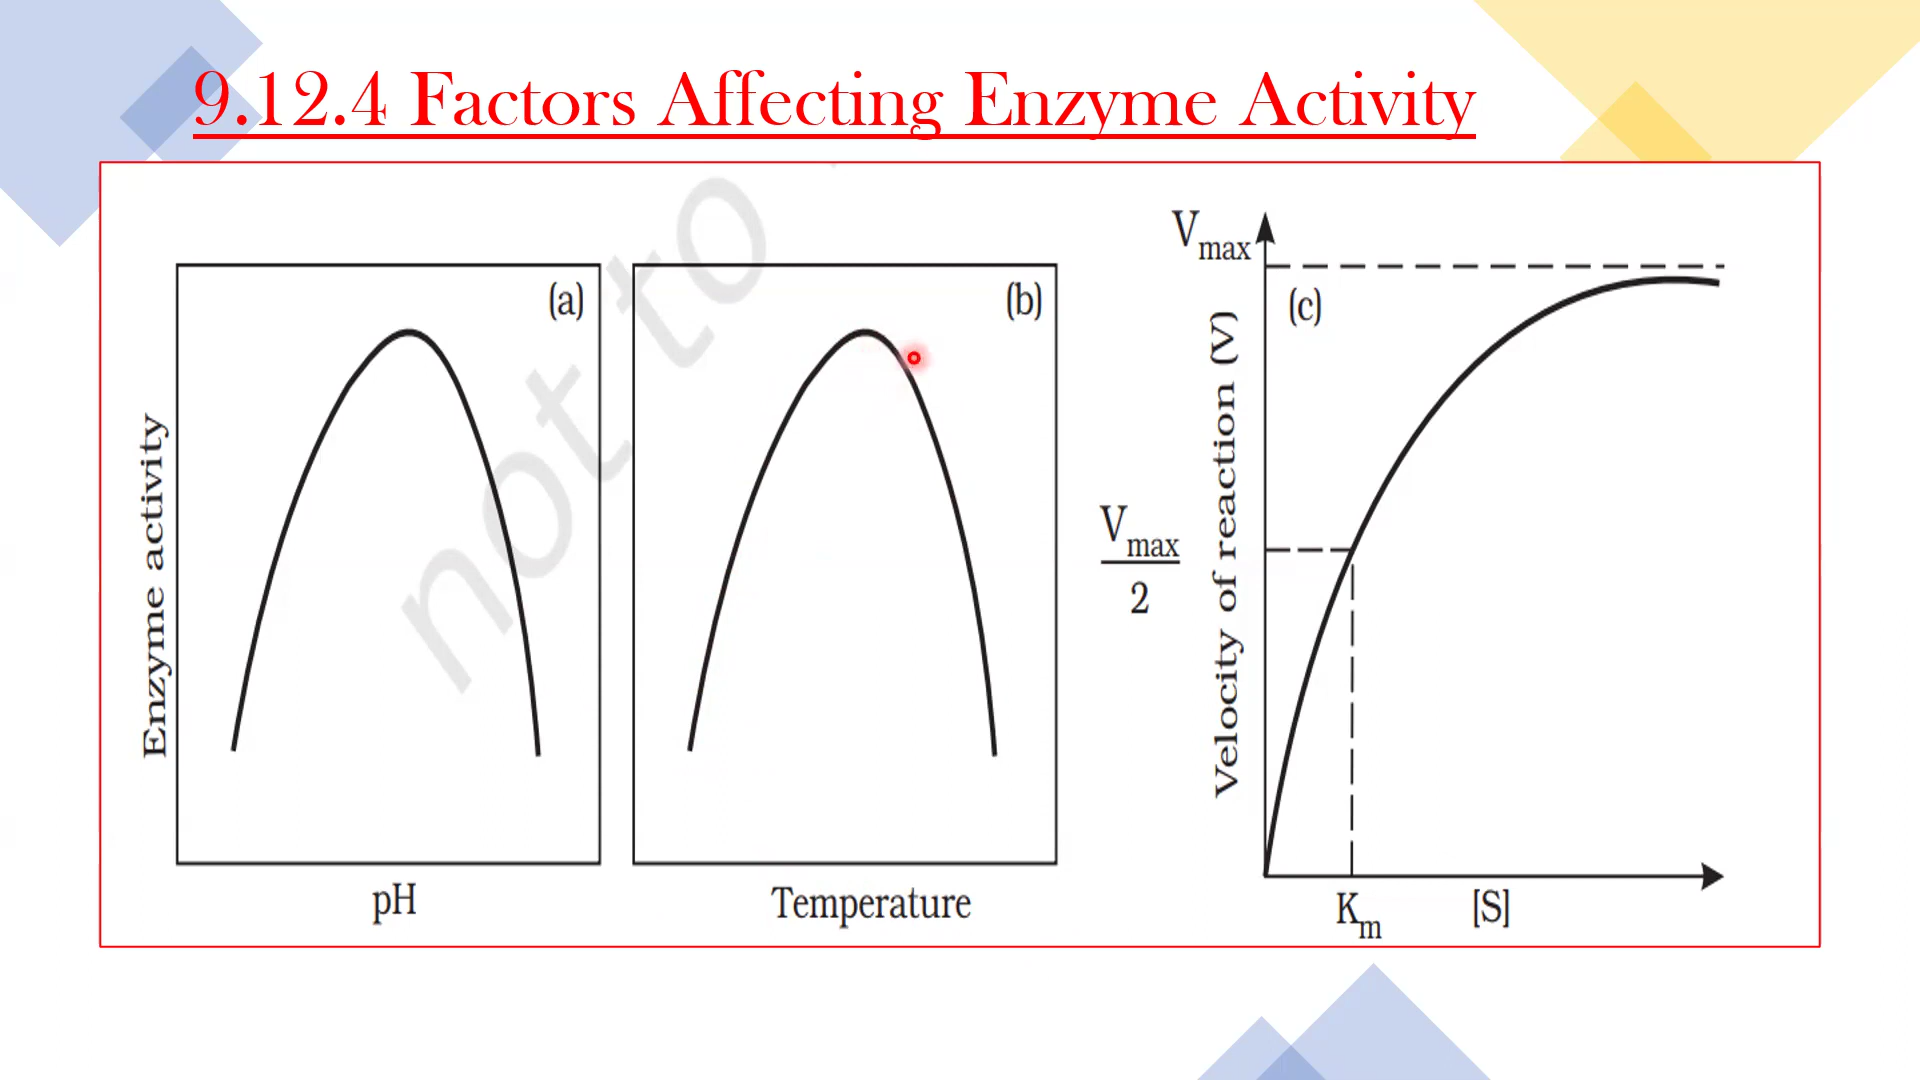 9.12.4 Factors Affecting Enzyme Activity
not to
(a)
Enzyme activity
pH
(b)
Temperature
Vmax
(c)
Velocity of reaction (V)
Vmax
2
Km
[S]